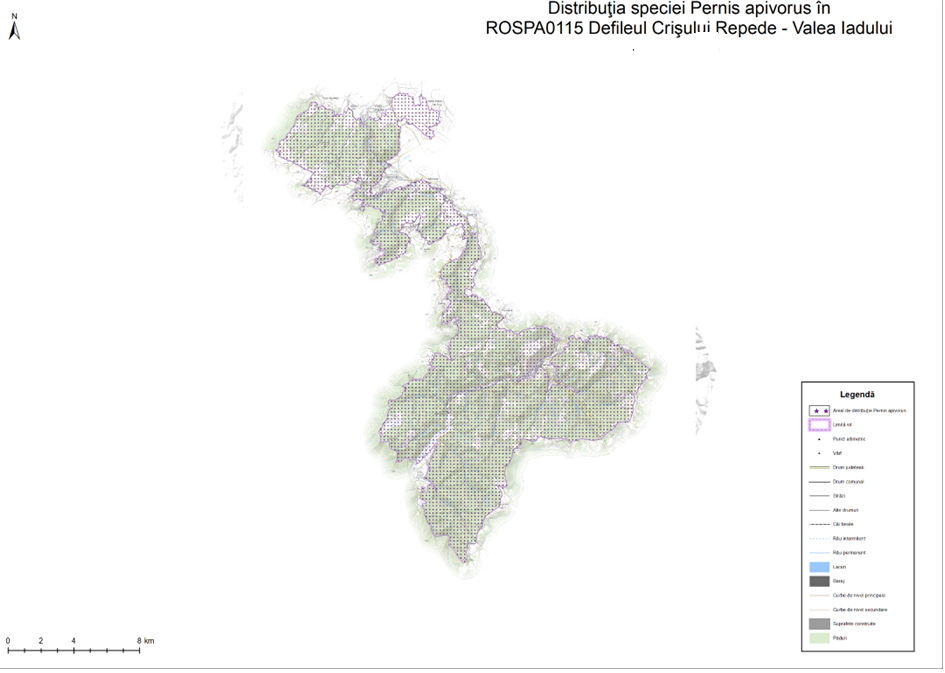 Distribuţia speciei Pernis apivorus în
ROSPA0115 Defileul Crişului Repede - Valea Iadului
N
Legendă
Areal de distribuţie Pernis apivorus
Limită sit
Punct altimetric
Vârf
Drum judetean
Drum comunal
Străzi
Alte drumuri
Căi ferate
Râu intermitent
Râu permanent
Lacuri
Baraj
Curbe de nivel principale
Curbe de nivel secundare
Suprafete construite
Păduri
0 2 4 8 km